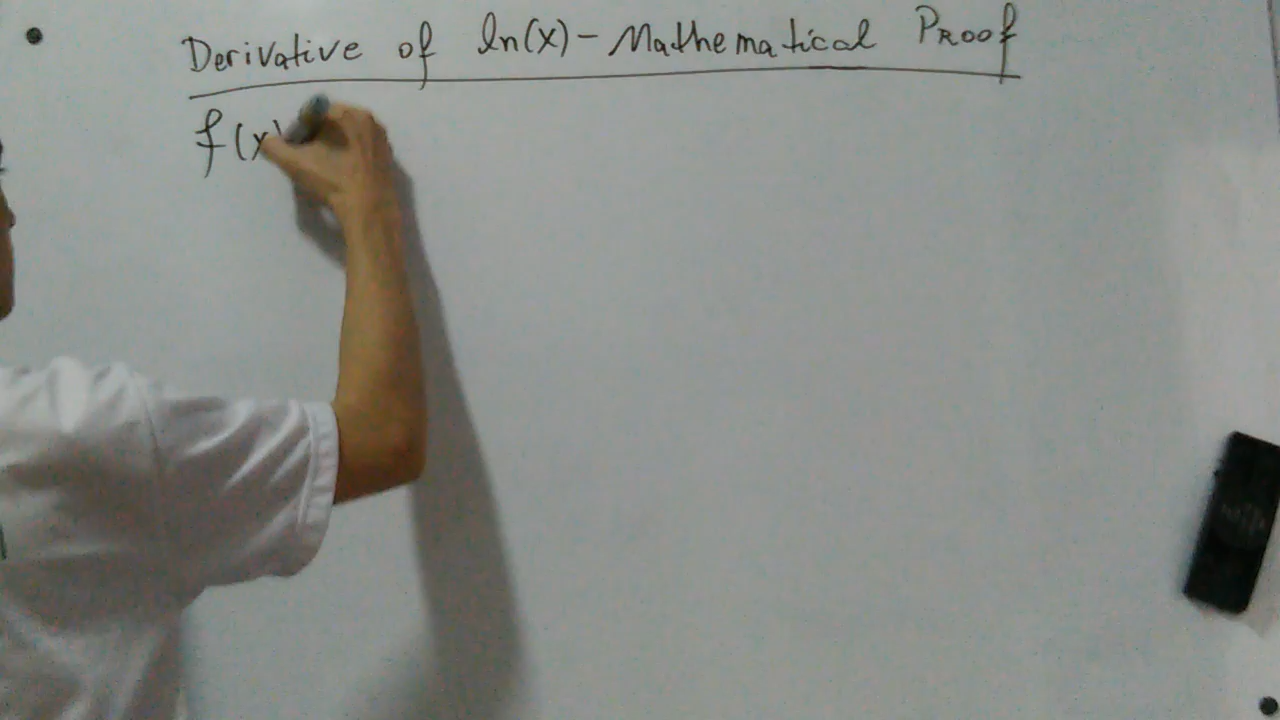 Derivative of ln(x) - Mathematical Proof
f(x)